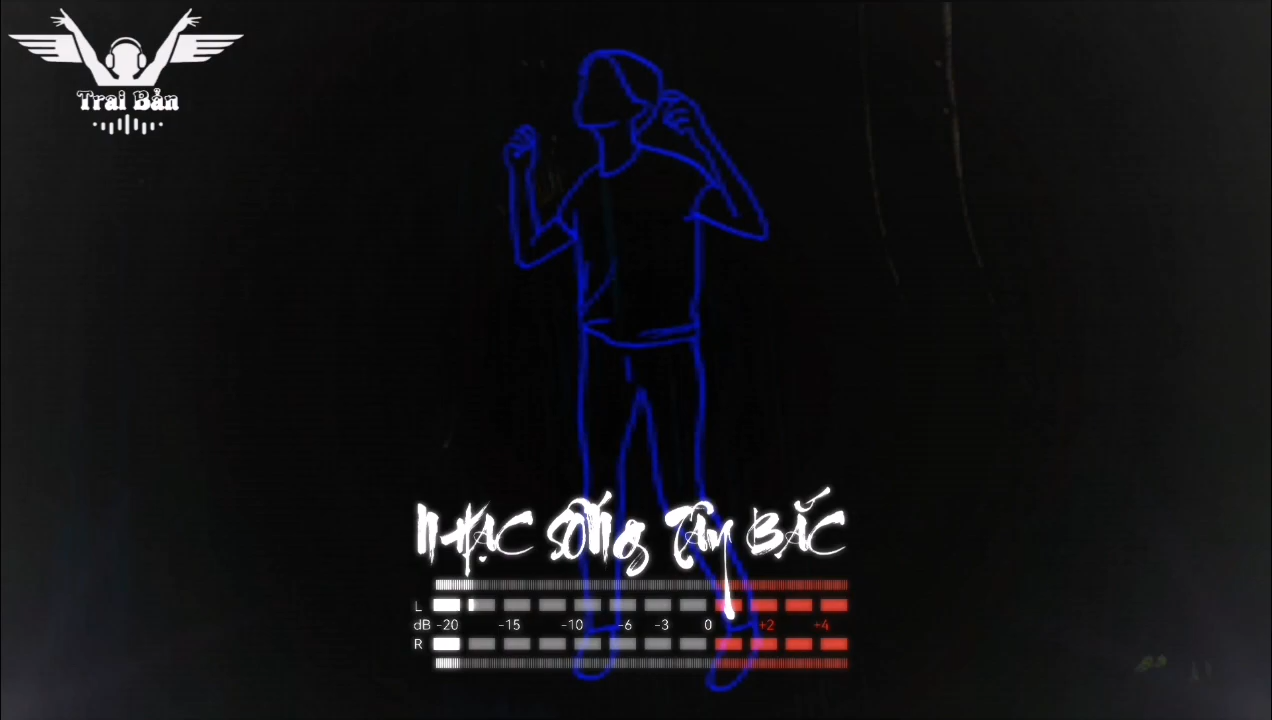 Trai Bản
NHẠC SỐNG TÂY BẮC
L
dB -20 -15 -10 -6 -3 0 +2 +4
R